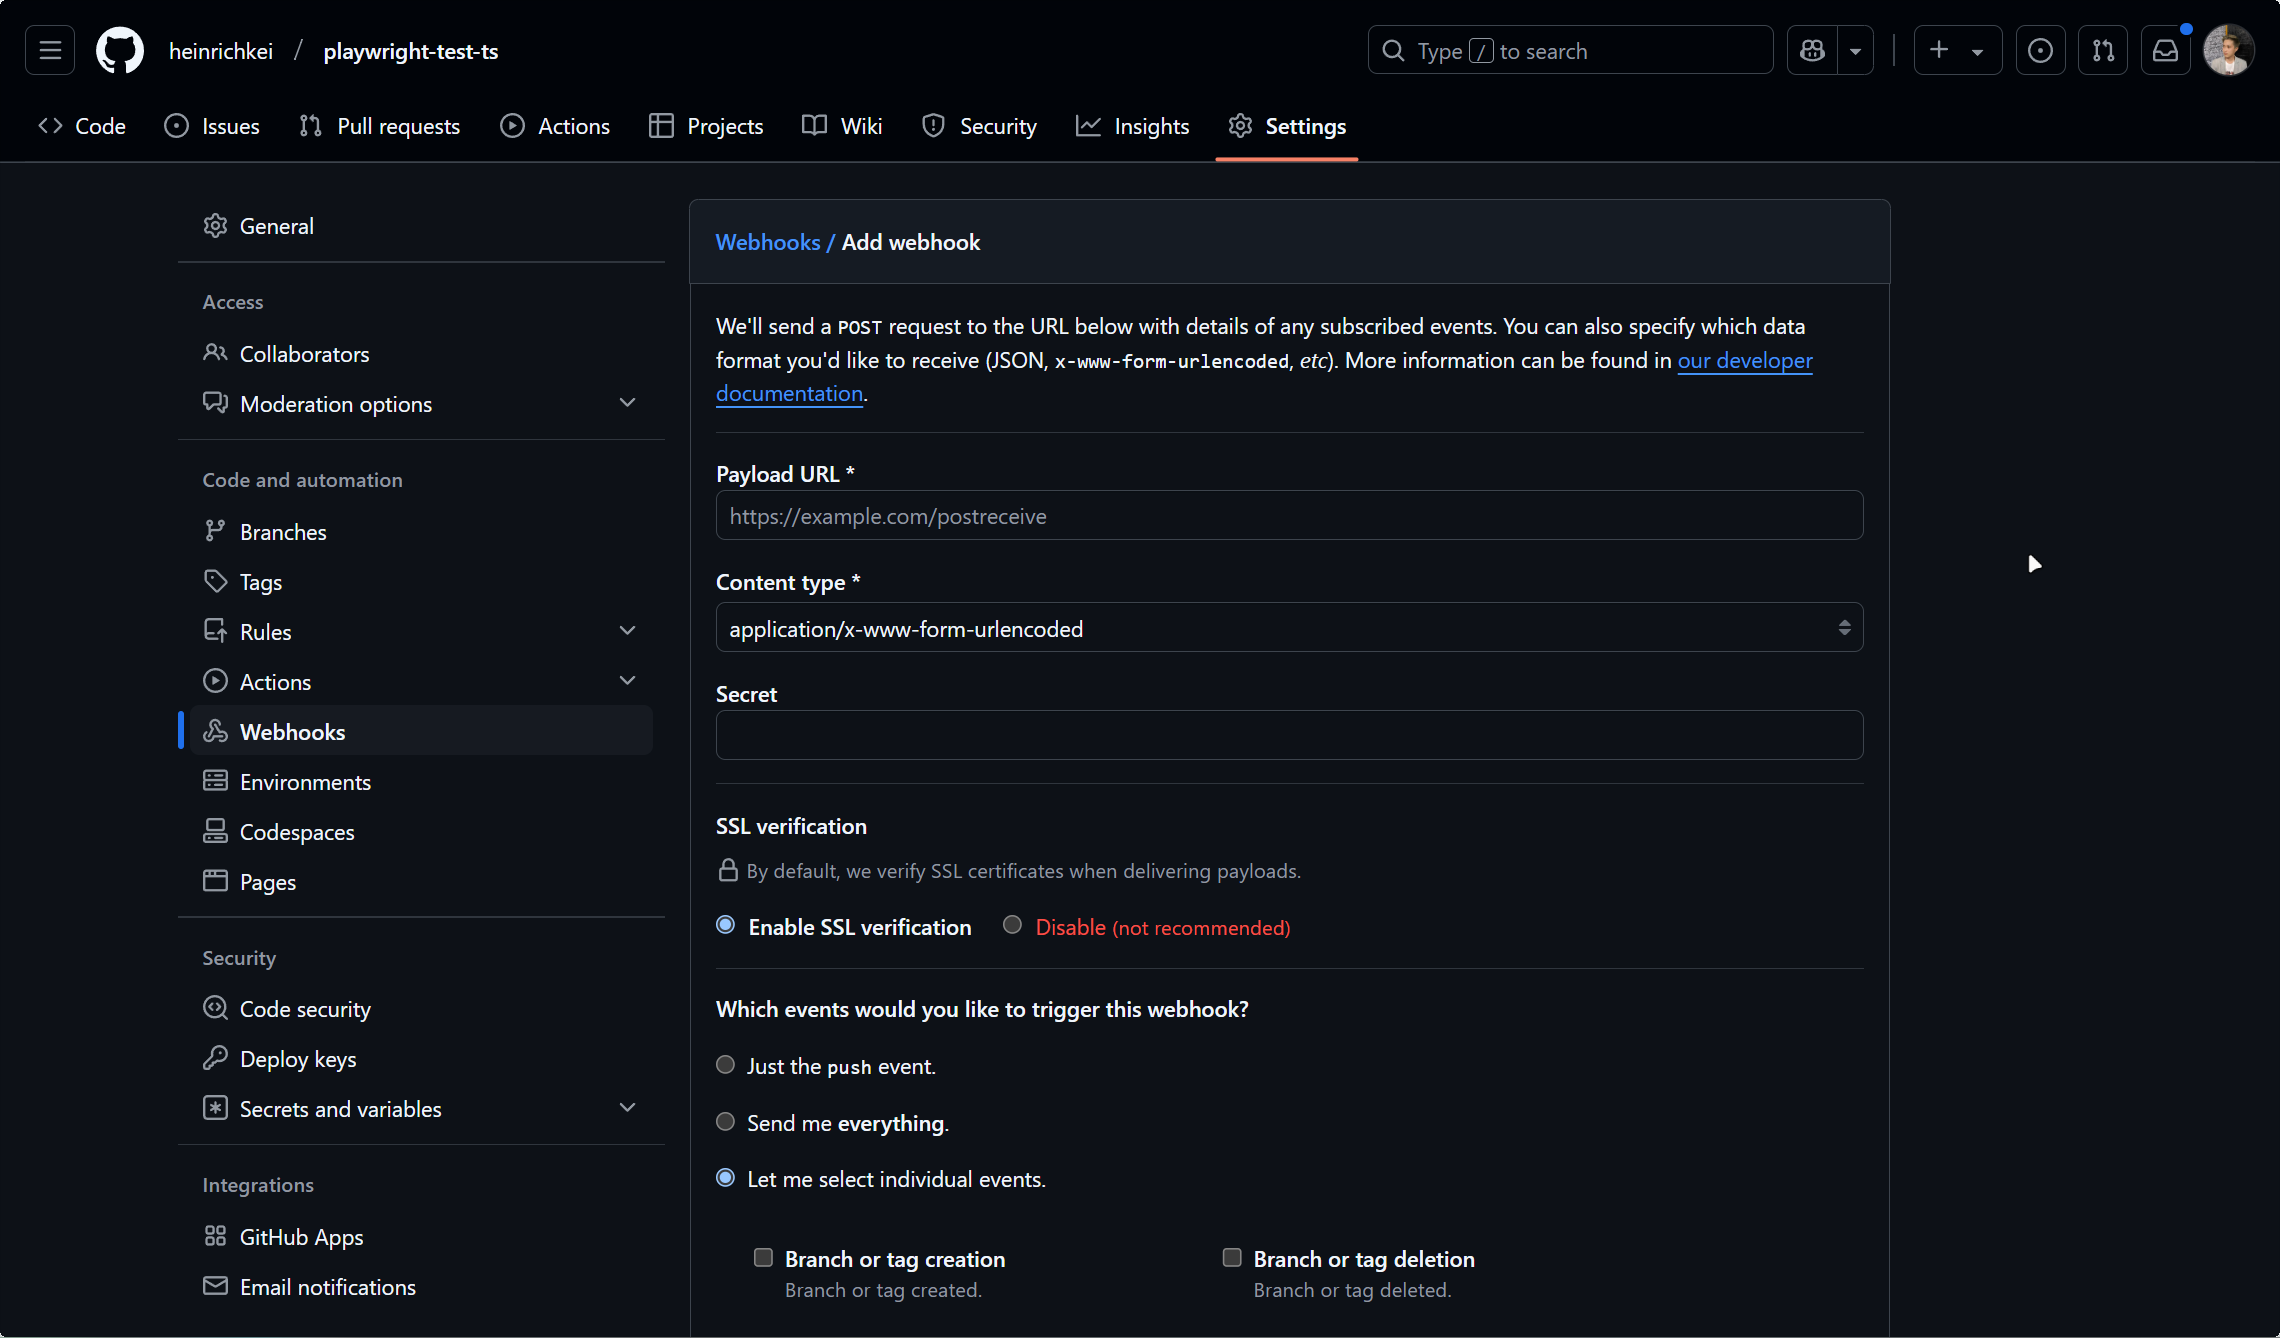 heinrichkei / playwright-test-ts
Type / to search
Code Issues Pull requests Actions Projects Wiki Security Insights Settings
General
Access
Collaborators
Moderation options
Code and automation
Branches
Tags
Rules
Actions
Webhooks
Environments
Codespaces
Pages
Security
Code security
Deploy keys
Secrets and variables
Integrations
GitHub Apps
Email notifications
Webhooks / Add webhook
We'll send a POST request to the URL below with details of any subscribed events. You can also specify which data
format you'd like to receive (JSON, x-www-form-urlencoded, etc). More information can be found in our developer
documentation.
Payload URL *
https://example.com/postreceive
Content type *
application/x-www-form-urlencoded
Secret
SSL verification
By default, we verify SSL certificates when delivering payloads.
Enable SSL verification Disable (not recommended)
Which events would you like to trigger this webhook?
Just the push event.
Send me everything.
Let me select individual events.
Branch or tag creation
Branch or tag created.
Branch or tag deletion
Branch or tag deleted.